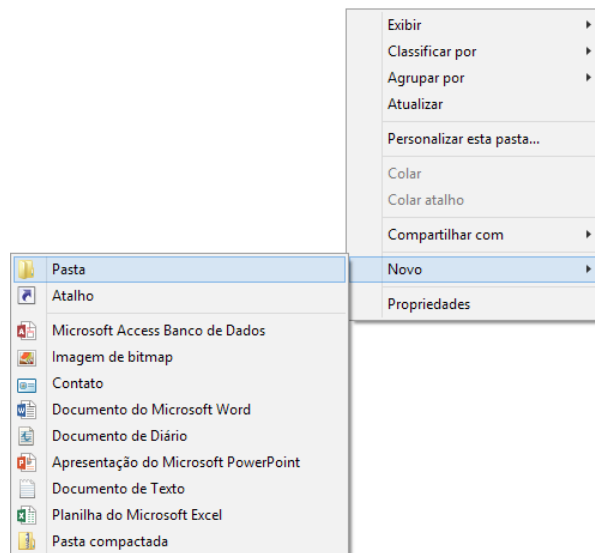 Exibir
Classificar por
Agrupar por
Atualizar
Personalizar esta pasta...
Colar
Colar atalho
Compartilhar com
Novo
Propriedades
Pasta
Atalho
Microsoft Access Banco de Dados
Imagem de bitmap
Contato
Documento do Microsoft Word
Documento de Diário
Apresentação do Microsoft PowerPoint
Documento de Texto
Planilha do Microsoft Excel
Pasta compactada